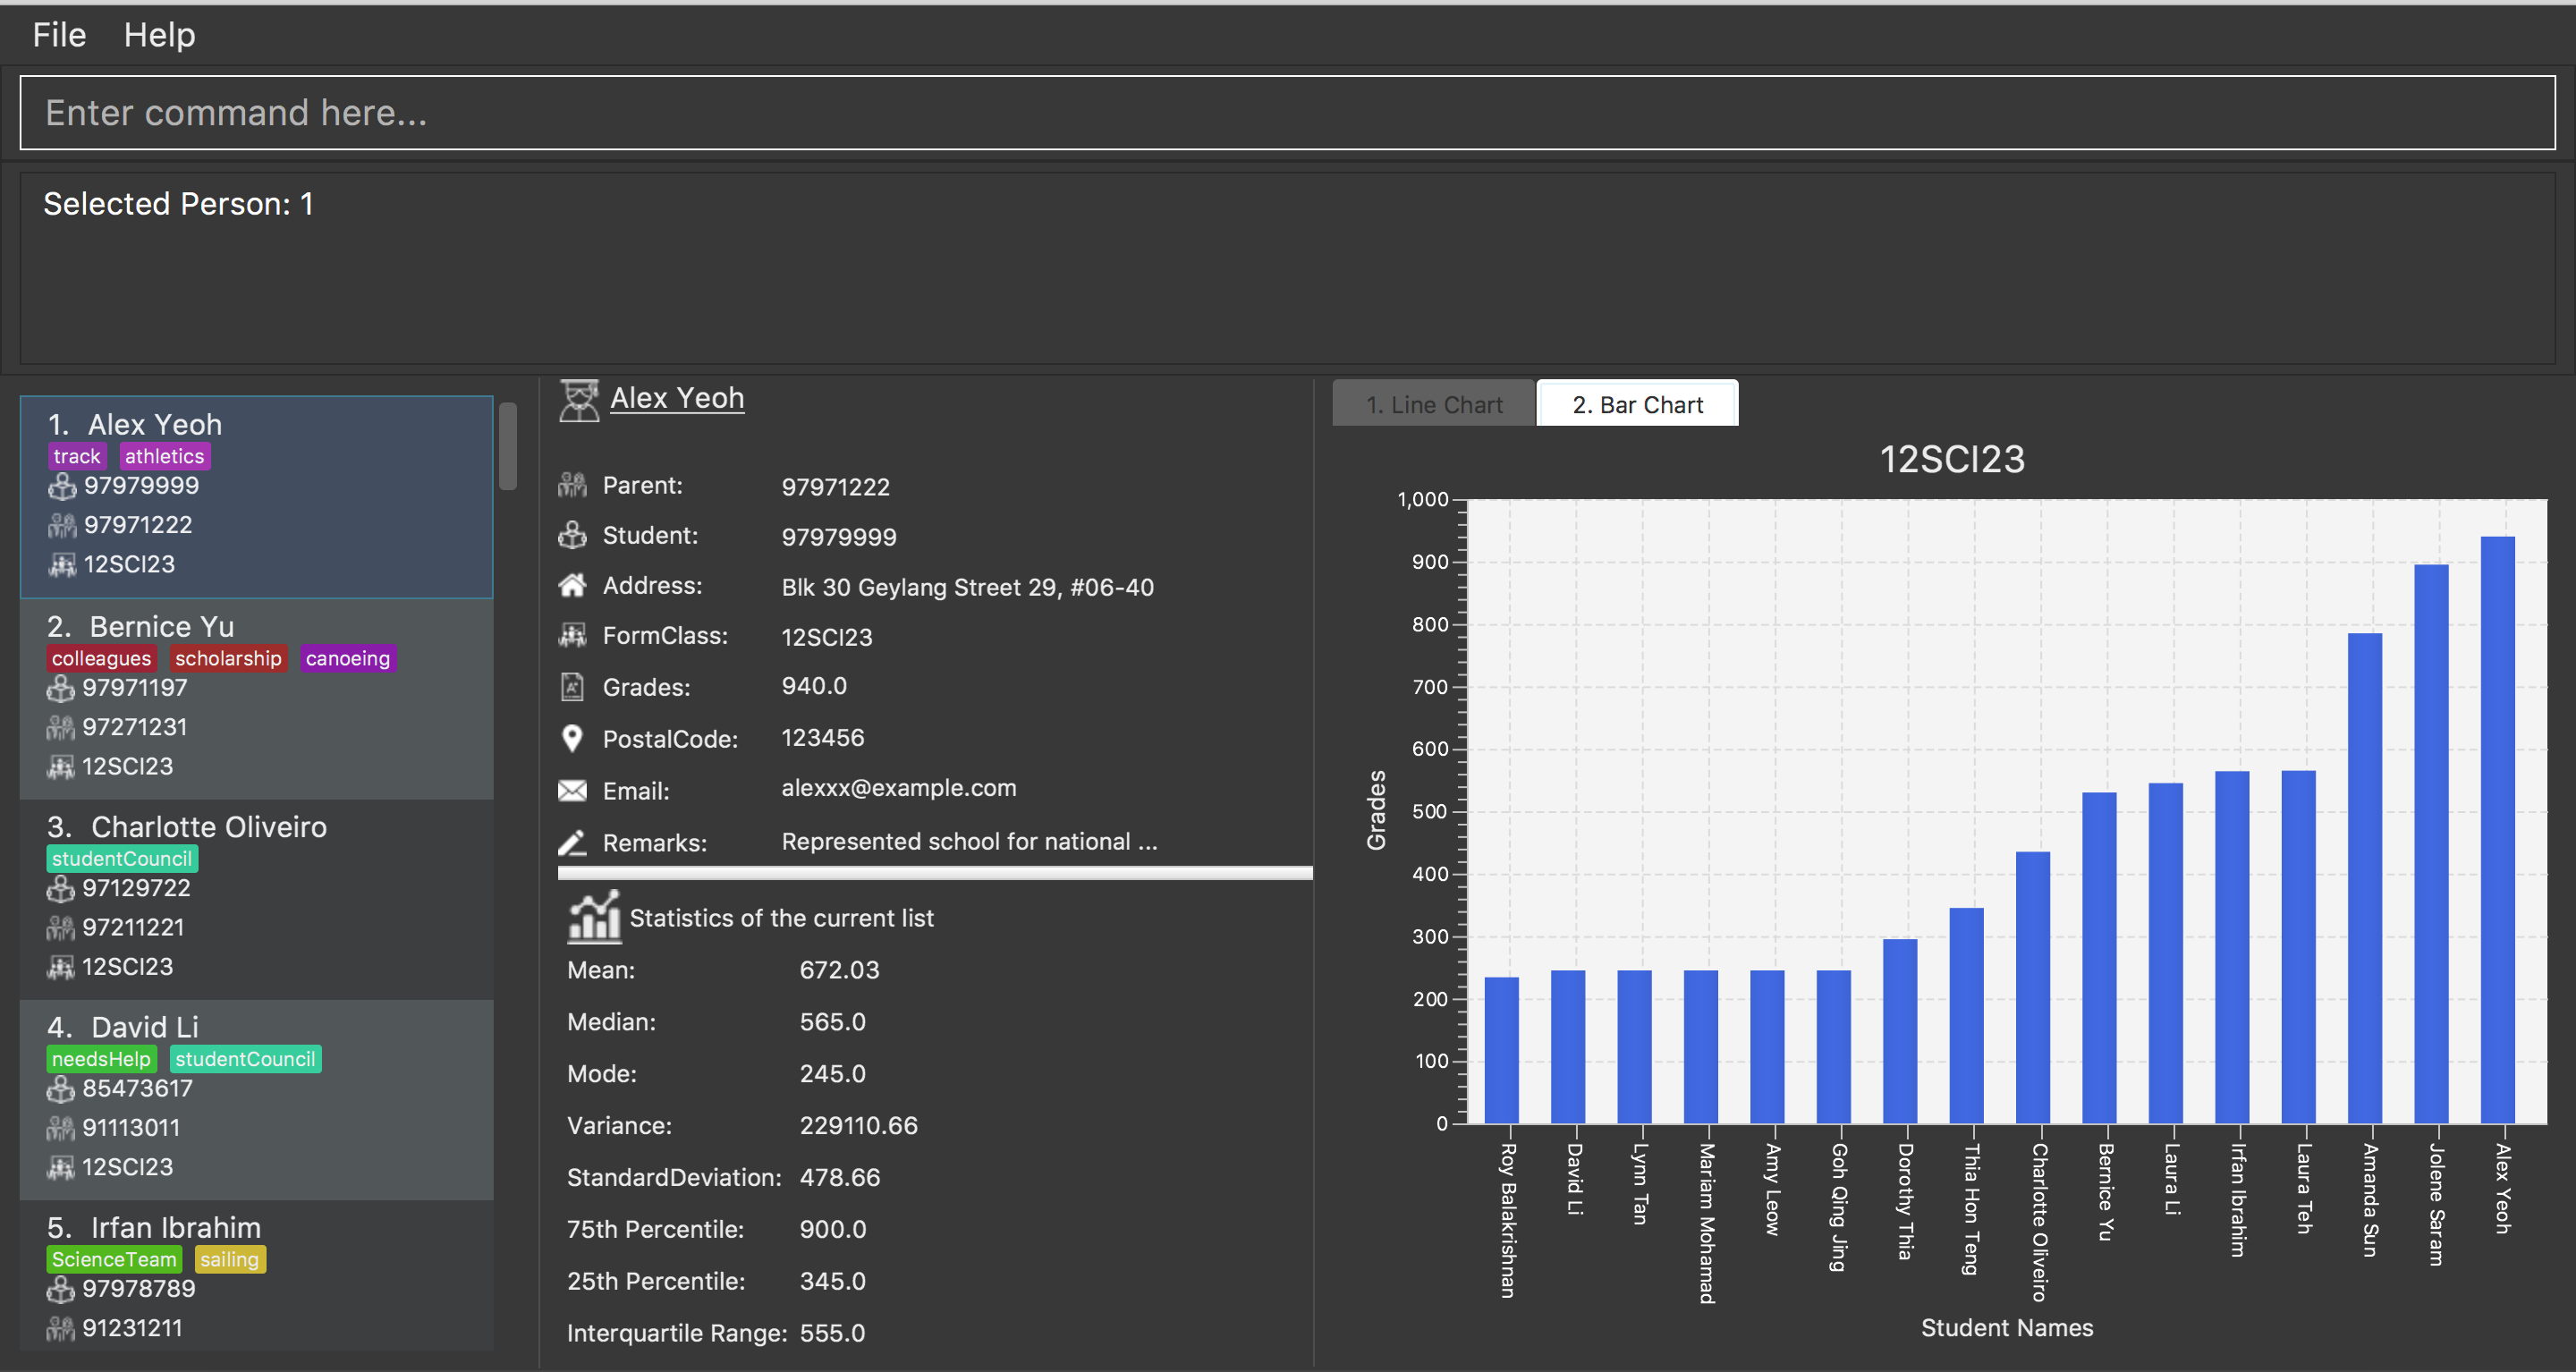 File Help
Enter command here...
Selected Person: 1
1. Alex Yeoh
track athletics
97979999
97971222
12SCI23
2. Bernice Yu
colleagues scholarship canoeing
97971197
97271231
12SCI23
3. Charlotte Oliveiro
studentCouncil
97129722
97211221
12SCI23
4. David Li
needsHelp studentCouncil
85473617
91113011
12SCI23
5. Irfan Ibrahim
ScienceTeam sailing
97978789
91231211
Alex Yeoh
Parent: 97971222
Student: 97979999
Address: Blk 30 Geylang Street 29, #06-40
FormClass: 12SCI23
Grades: 940.0
PostalCode: 123456
Email: alexxx@example.com
Remarks: Represented school for national ...
Statistics of the current list
Mean: 672.03
Median: 565.0
Mode: 245.0
Variance: 229110.66
StandardDeviation: 478.66
75th Percentile: 900.0
25th Percentile: 345.0
Interquartile Range: 555.0
1. Line Chart 2. Bar Chart
12SCI23
1,000
900
800
700
600
500
400
300
200
100
0
Grades
Roy Balakrishnan
David Li
Lynn Tan
Mariam Mohamad
Amy Leow
Goh Qing Jing
Dorothy Thia
Thia Hon Teng
Charlotte Oliveiro
Bernice Yu
Laura Li
Irfan Ibrahim
Laura Teh
Amanda Sun
Jolene Saram
Alex Yeoh
Student Names